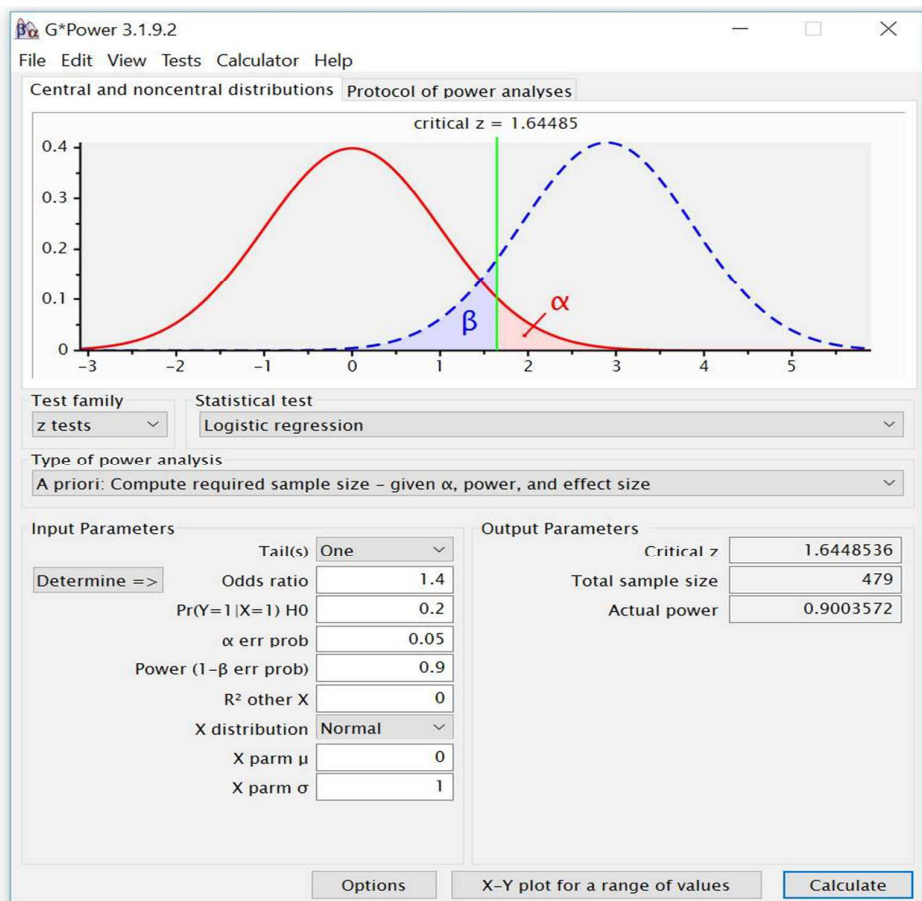 βα G*Power 3.1.9.2
File Edit View Tests Calculator Help
Central and noncentral distributions Protocol of power analyses
critical z = 1.64485
0.4
0.3
0.2
0.1
0
β
α
-3 -2 -1 0 1 2 3 4 5
Test family Statistical test
z tests Logistic regression
Type of power analysis
A priori: Compute required sample size – given α, power, and effect size
Input Parameters Output Parameters
Tail(s) One Critical z 1.6448536
Determine => Odds ratio 1.4 Total sample size 479
Pr(Y=1|X=1) H0 0.2 Actual power 0.9003572
α err prob 0.05
Power (1-β err prob) 0.9
R² other X 0
X distribution Normal
X parm μ 0
X parm σ 1
Options X-Y plot for a range of values Calculate